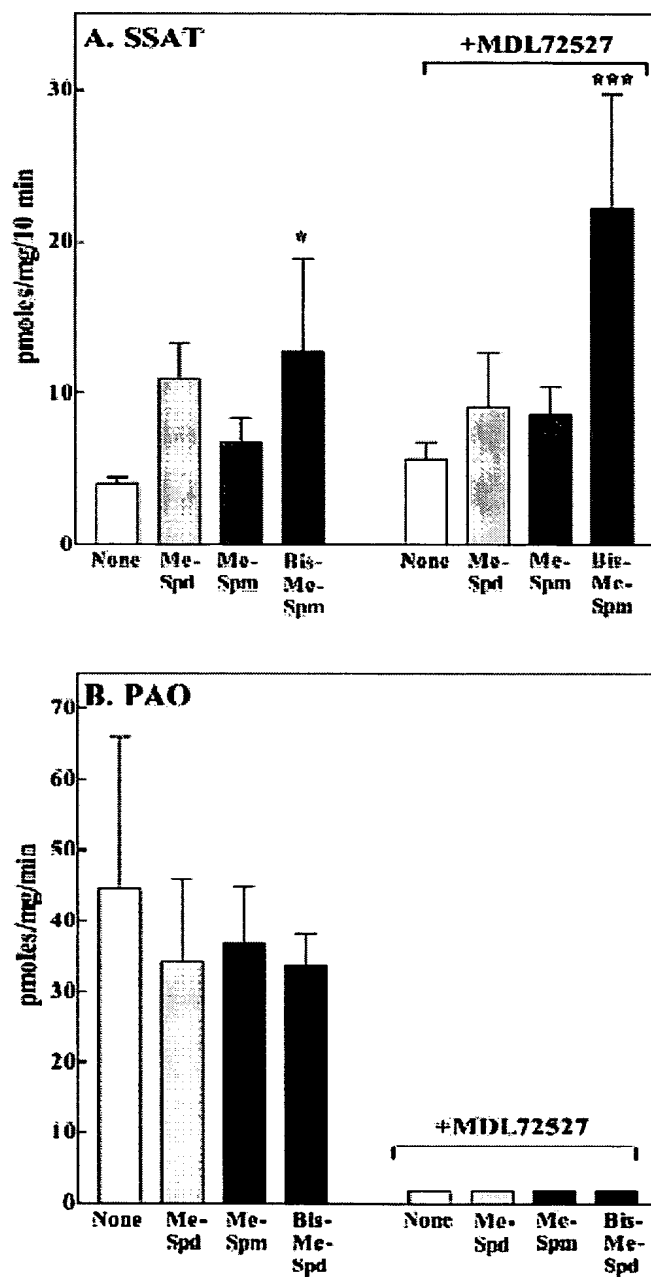 A. SSAT
+MDL72527
***
30
20
*
10
0
pmoles/mg/10 min
None Me- Me- Bis- None Me- Me- Bis-
Spd Spm Me- Spd Spm Me-
Spm Spm
B. PAO
70
60
50
40
30
20
10
0
pmoles/mg/min
+MDL72527
None Me- Me- Bis- None Me- Me- Bis-
Spd Spm Me- Spd Spm Me-
Spd Spd